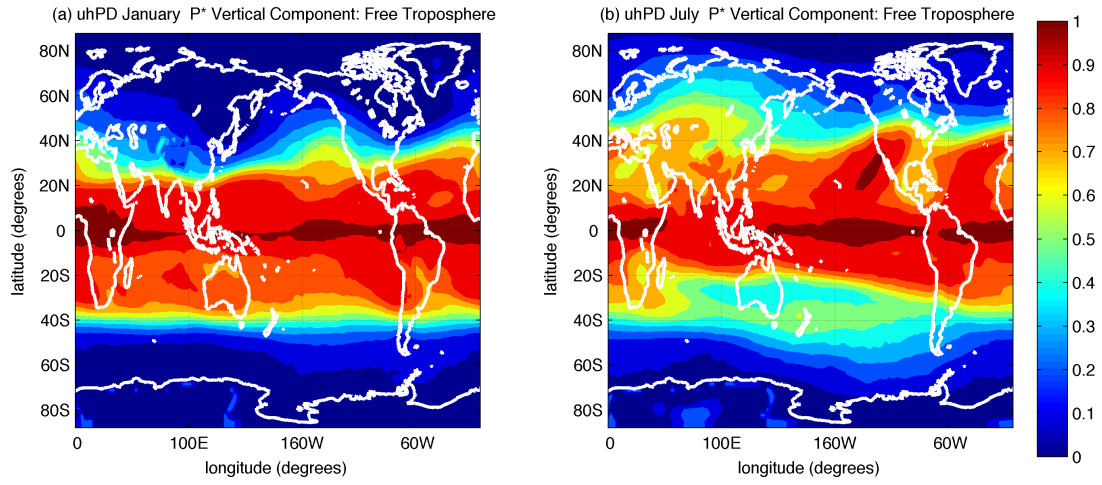 (a) uhPD January P* Vertical Component: Free Troposphere
80N
60N
40N
20N
0
20S
40S
60S
80S
latitude (degrees)
0
100E
160W
60W
longitude (degrees)
(b) uhPD July P* Vertical Component: Free Troposphere
80N
60N
40N
20N
0
20S
40S
60S
80S
latitude (degrees)
0
100E
160W
60W
longitude (degrees)
1
0.9
0.8
0.7
0.6
0.5
0.4
0.3
0.2
0.1
0